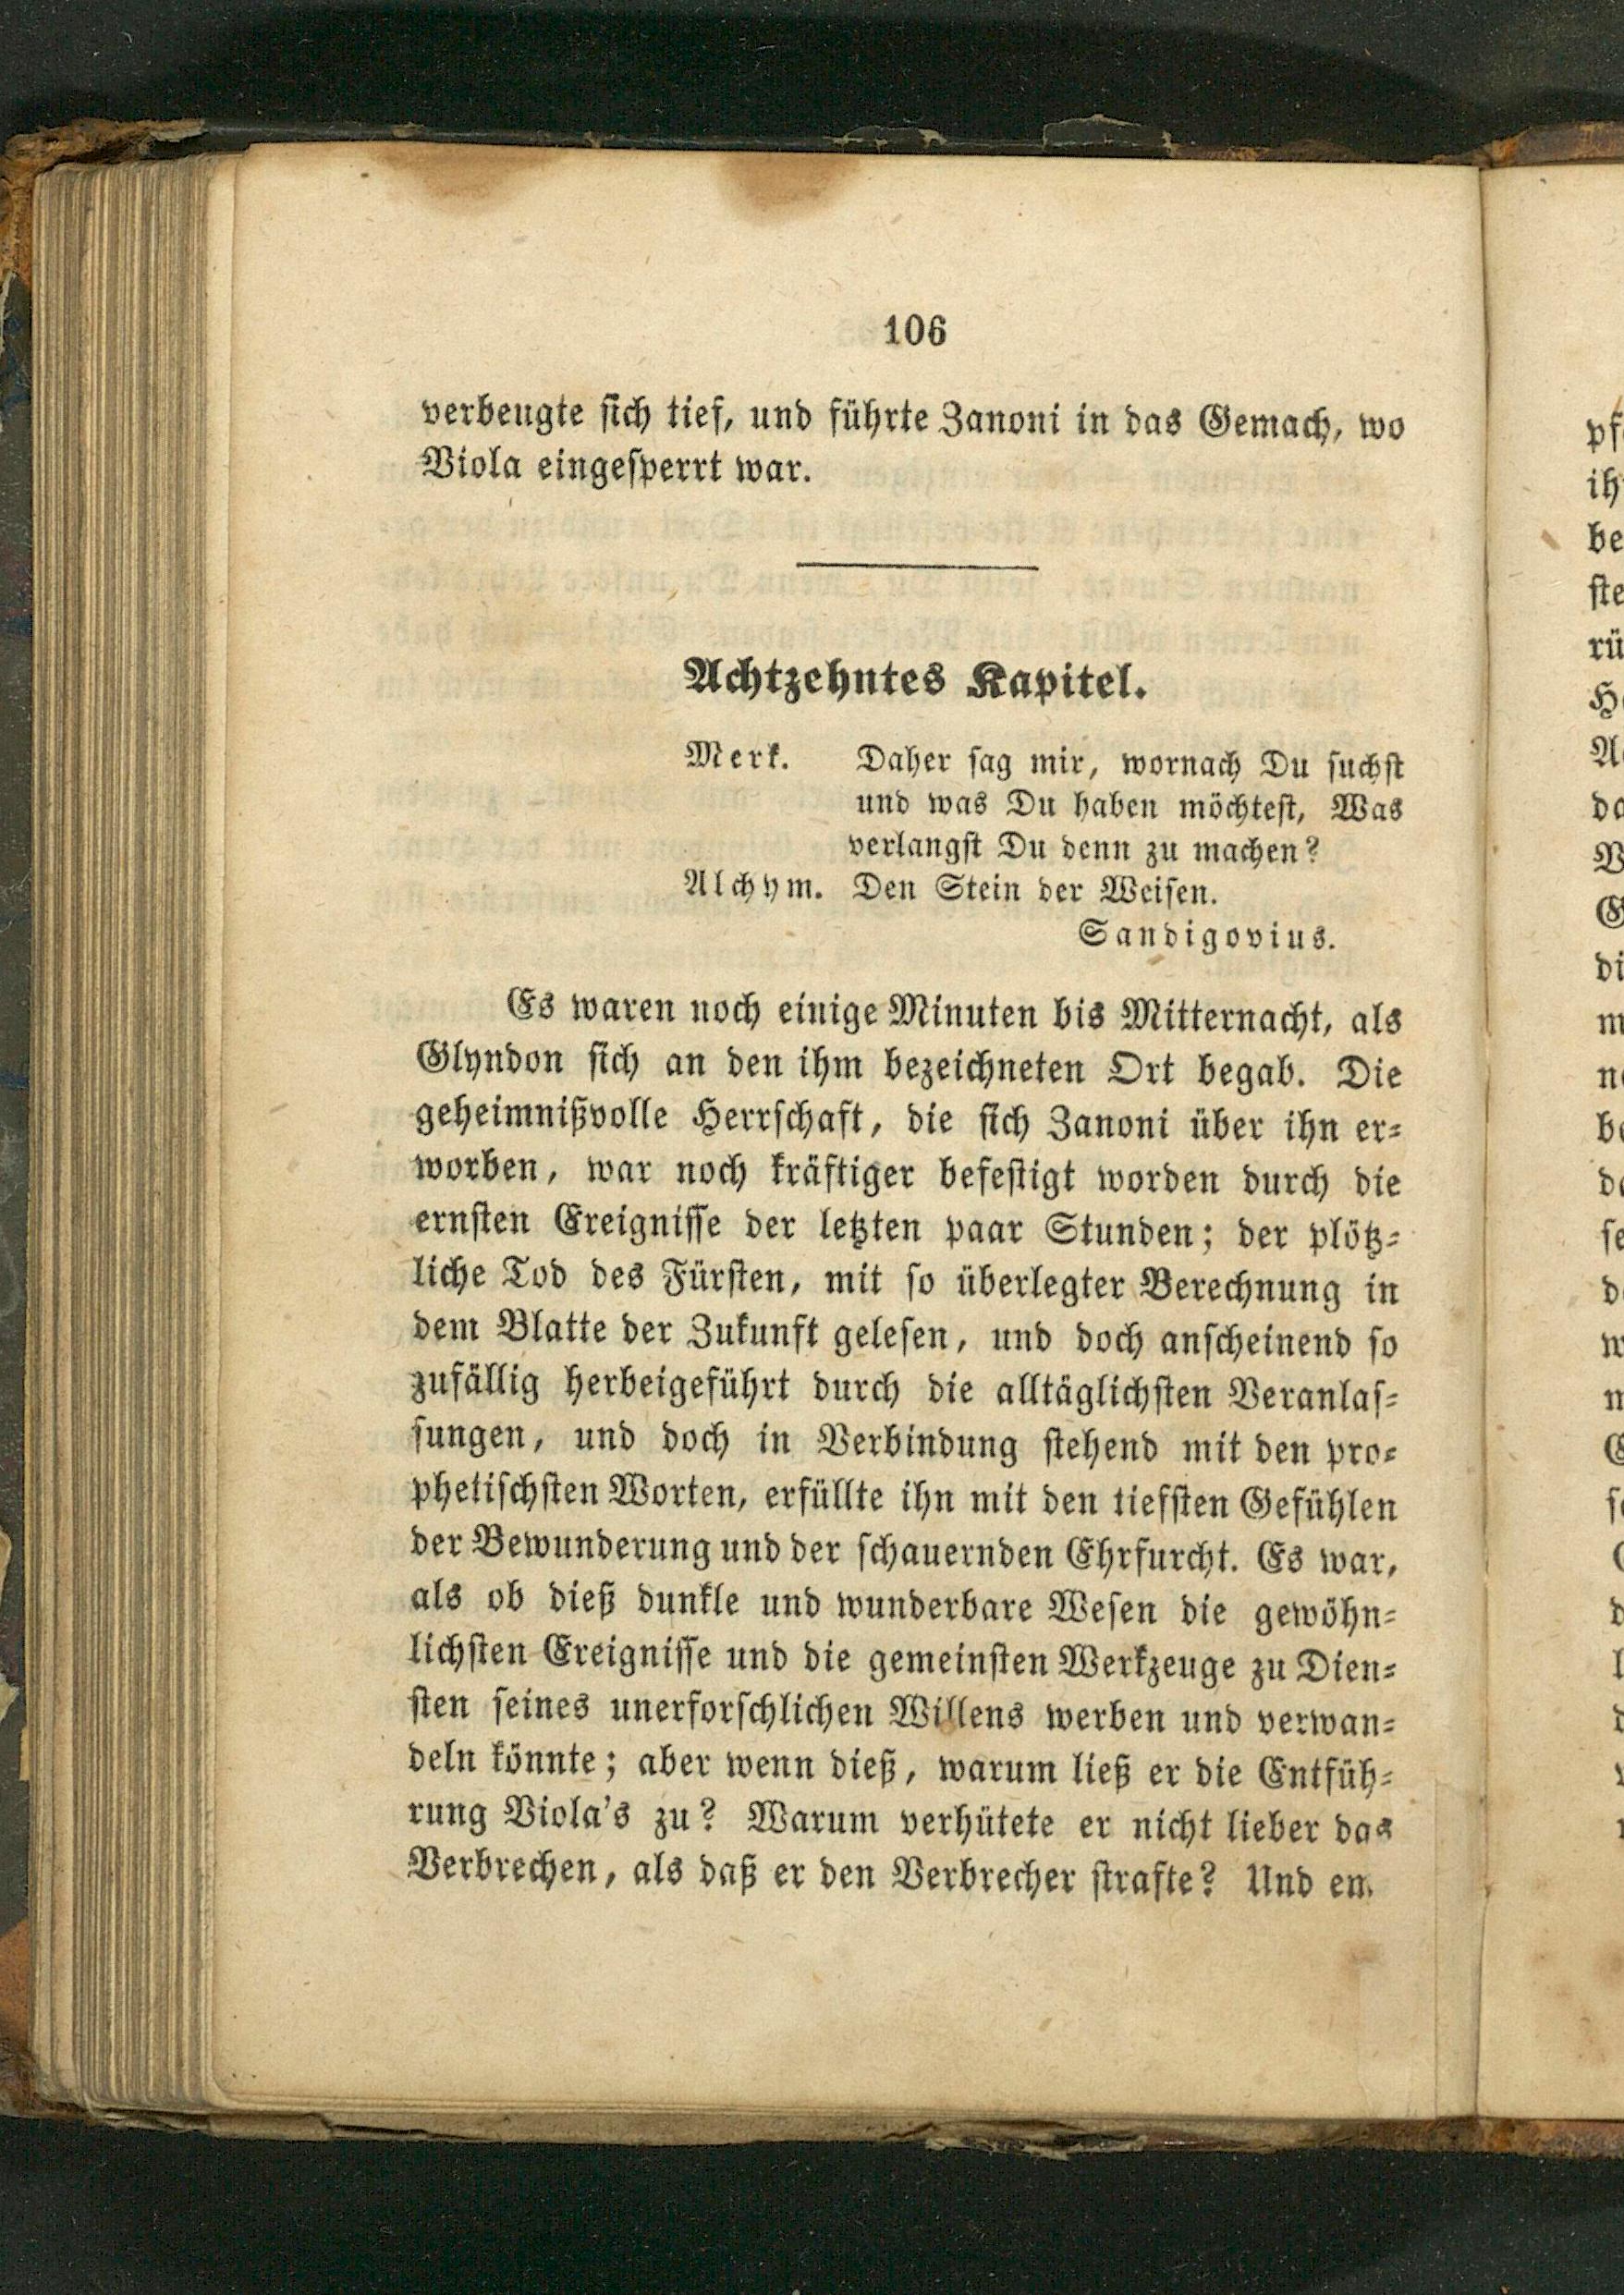 106
verbeugte sich tief, und führte Zanoni in das Gemach, wo
Viola eingesperrt war.
Achtzehntes Kapitel.
Merk. Daher sag mir, wornach Du suchst
und was Du haben möchtest, Was
verlangst Du denn zu machen?
Alchym. Den Stein der Weisen.
Sandigovius.
Es waren noch einige Minuten bis Mitternacht, als
Glyndon sich an den ihm bezeichneten Ort begab. Die
geheimnißvolle Herrschaft, die sich Zanoni über ihn er-
worben, war noch kräftiger befestigt worden durch die
ernsten Ereignisse der letzten paar Stunden; der plötz-
liche Tod des Fürsten, mit so überlegter Berechnung in
dem Blatte der Zukunft gelesen, und doch anscheinend so
zufällig herbeigeführt durch die alltäglichsten Veranlas-
sungen, und doch in Verbindung stehend mit den pro-
phetischsten Worten, erfüllte ihn mit den tiefsten Gefühlen
der Bewunderung und der schauernden Ehrfurcht. Es war,
als ob dieß dunkle und wunderbare Wesen die gewöhn-
lichsten Ereignisse und die gemeinsten Werkzeuge zu Dien-
sten seines unerforschlichen Willens werben und verwan-
deln könnte; aber wenn dieß, warum ließ er die Entfüh-
rung Viola's zu? Warum verhütete er nicht lieber das
Verbrechen, als daß er den Verbrecher strafte? Und
pf
ih
be
ste
rü